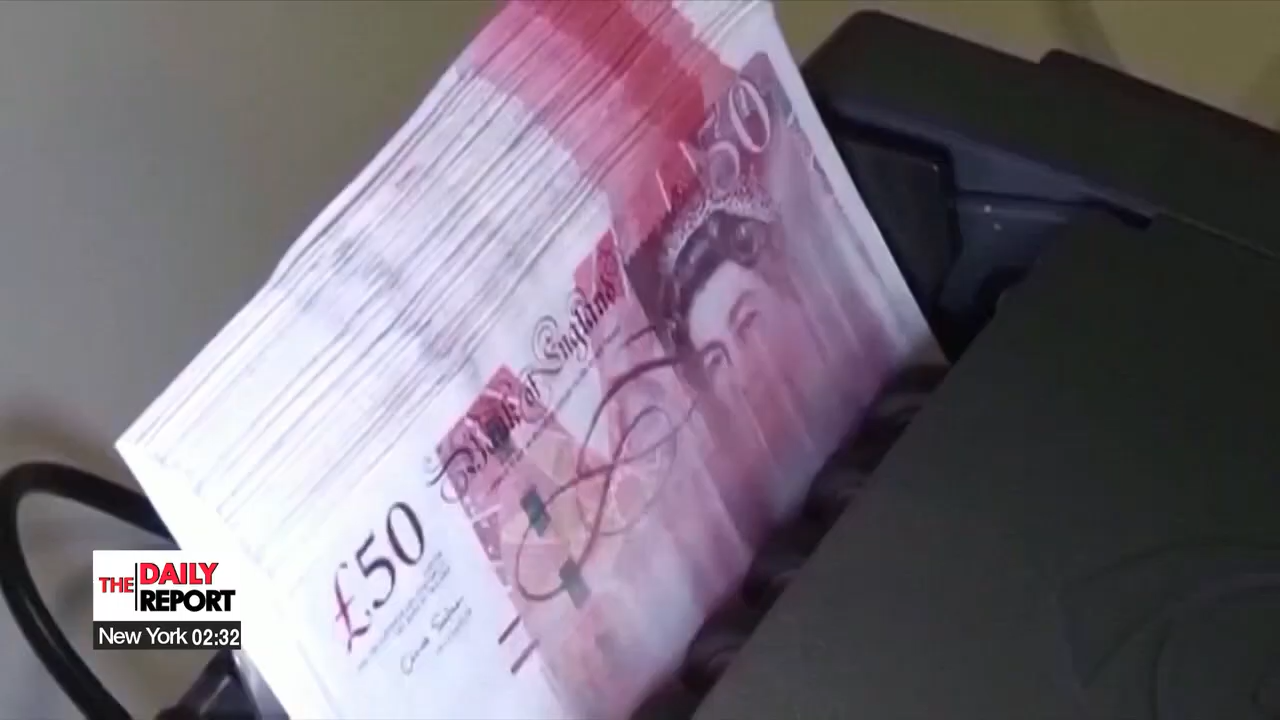 50
Bank of England
£50
THE DAILY
REPORT
New York 02:32